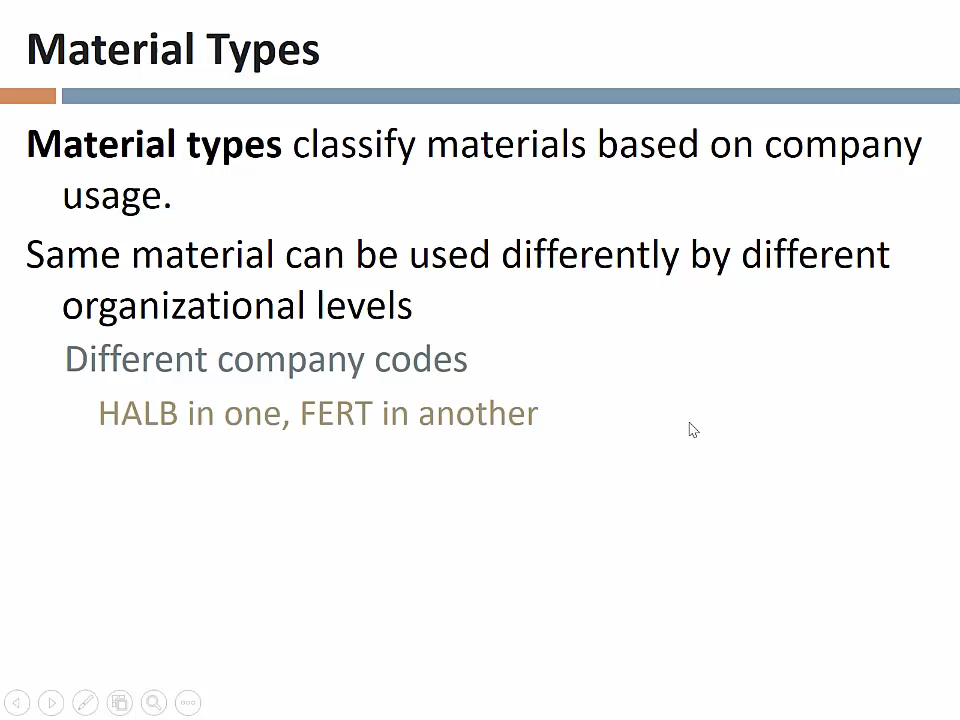 Material Types
Material types classify materials based on company
usage.
Same material can be used differently by different
organizational levels
Different company codes
HALB in one, FERT in another